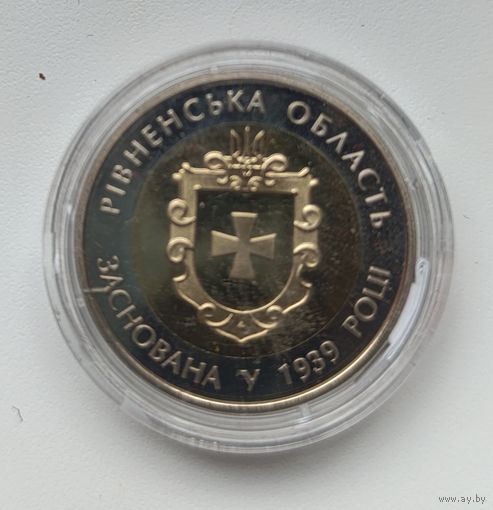 РІВНЕНСЬКА ОБЛАСТЬ
ЗАСНОВАНА У 1939 РОЦІ
www.ay.by